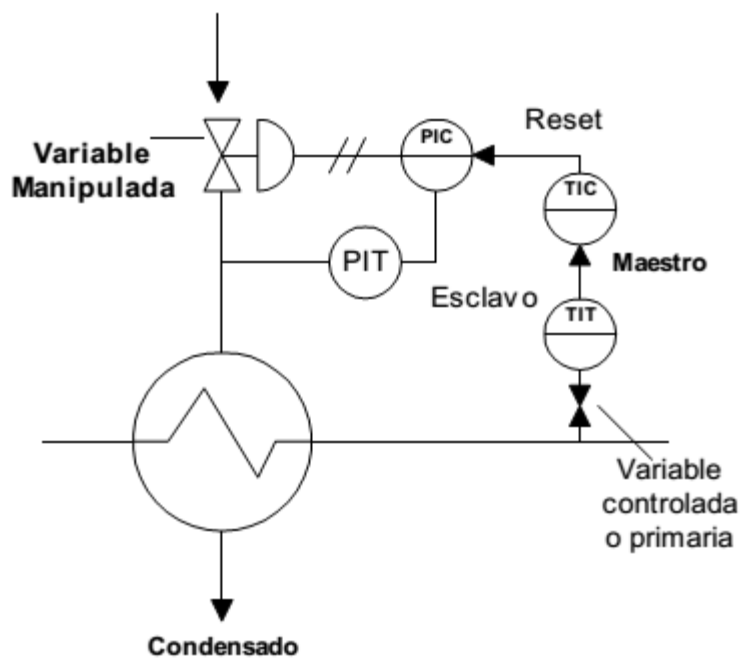 Reset
PIC
Variable
Manipulada
TIC
PIT
Maestro
Esclavo
TIT
Variable
controlada
o primaria
Condensado